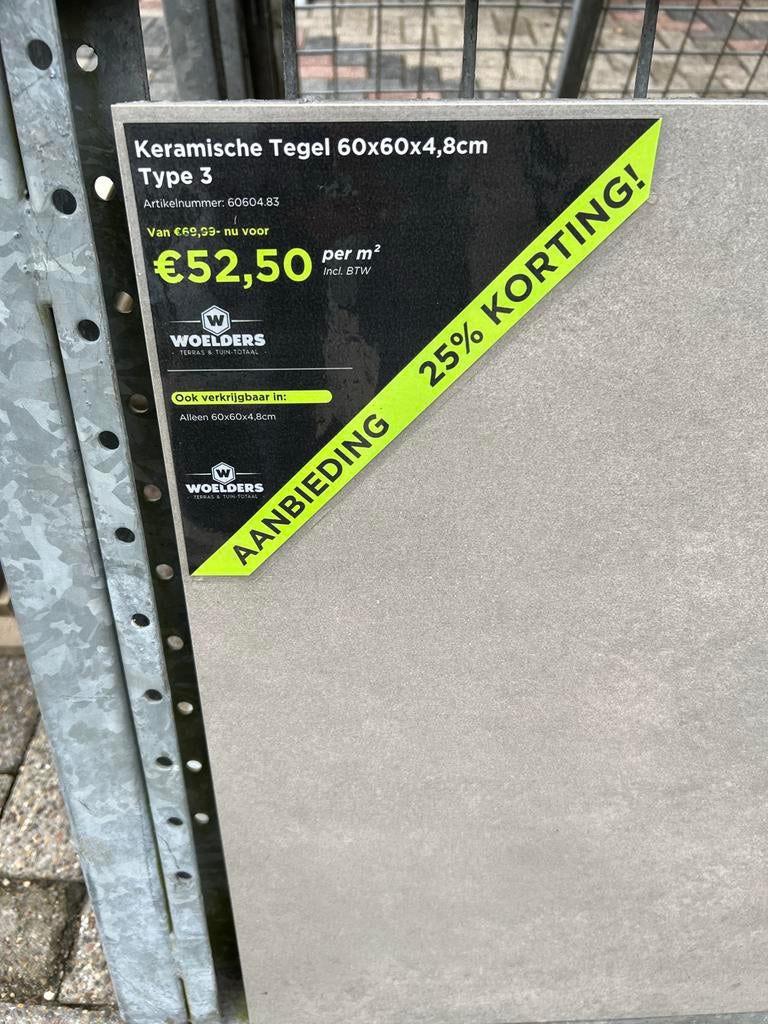 Keramische Tegel 60x60x4,8cm
Type 3
Artikelnummer: 60604.83
Van €69,99- nu voor
€52,50 per m²
Incl. BTW
W
WOELDERS
- TERRAS & TUIN-TOTAAL -
Ook verkrijgbaar in:
Alleen 60x60x4,8cm
W
WOELDERS
- TERRAS & TUIN-TOTAAL -
AANBIEDING 25% KORTING!